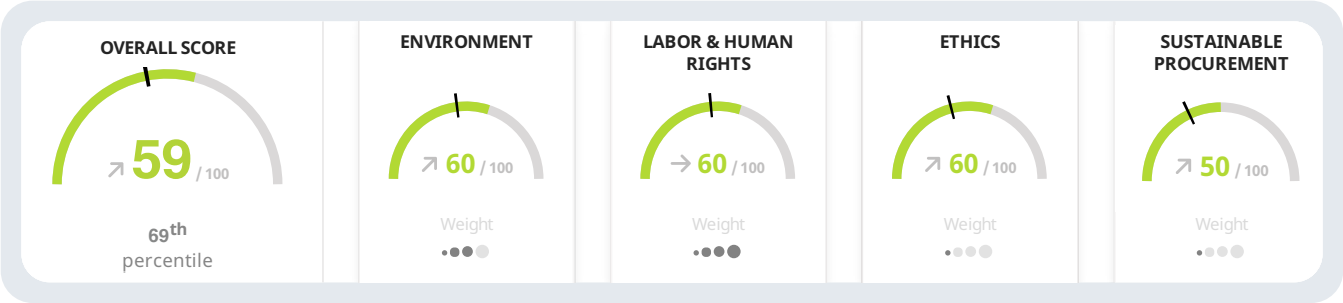 OVERALL SCORE
59 / 100
69th
percentile
ENVIRONMENT
60 / 100
Weight
LABOR & HUMAN
RIGHTS
60 / 100
Weight
ETHICS
60 / 100
Weight
SUSTAINABLE
PROCUREMENT
50 / 100
Weight